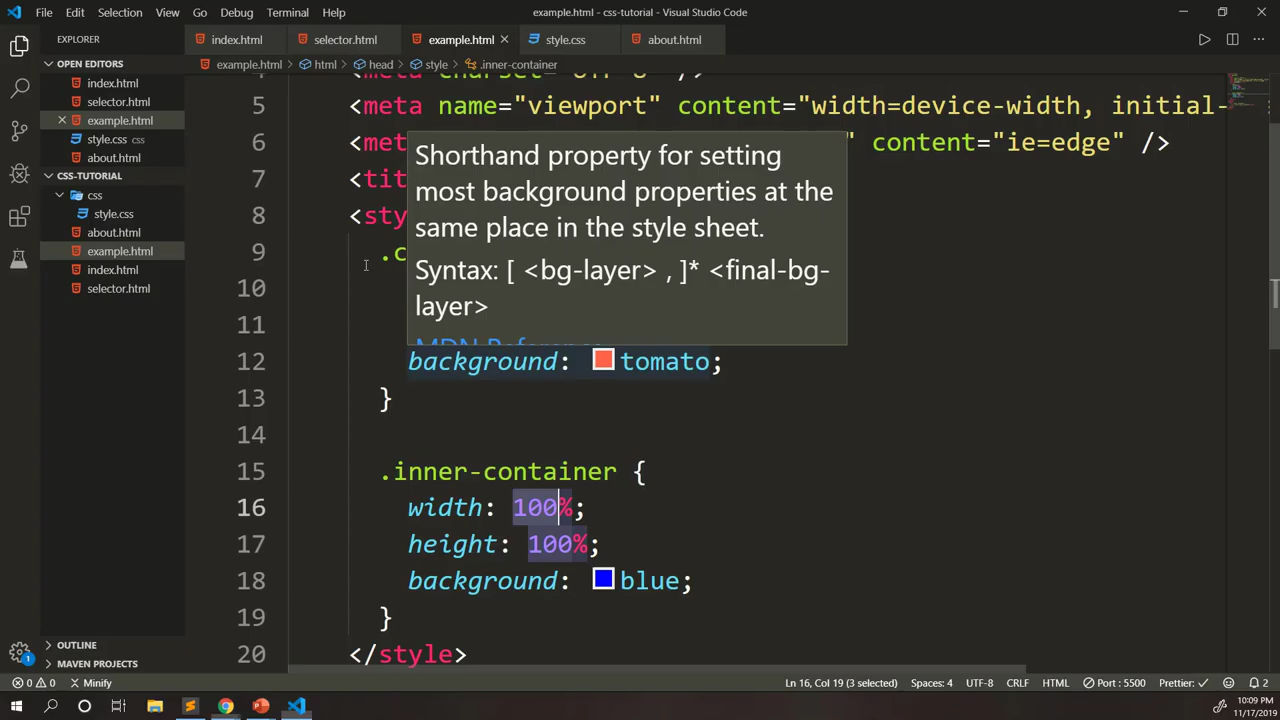 File Edit Selection View Go Debug Terminal Help
example.html - css-tutorial - Visual Studio Code
EXPLORER
index.html
selector.html
example.html
style.css
about.html
OPEN EDITORS
index.html
selector.html
example.html
style.css css
about.html
CSS-TUTORIAL
css
style.css
about.html
example.html
index.html
selector.html
OUTLINE
MAVEN PROJECTS
example.html > html > head > style > .inner-container
5 <meta name="viewport" content="width=device-width, initial-
6 <met " content="ie=edge" />
7 <tit
8 <sty
9 .c
10
11
12 background: tomato;
13 }
14
15 .inner-container {
16 width: 100%;
17 height: 100%;
18 background: blue;
19 }
20 </style>
Shorthand property for setting
most background properties at the
same place in the style sheet.
Syntax: [ <bg-layer> , ]* <final-bg-
layer>
MDN Reference
0 0 Minify
Ln 16, Col 19 (3 selected) Spaces: 4 UTF-8 CRLF HTML Port : 5500 Prettier: ✓ 2
1
10:09 PM
11/17/2019